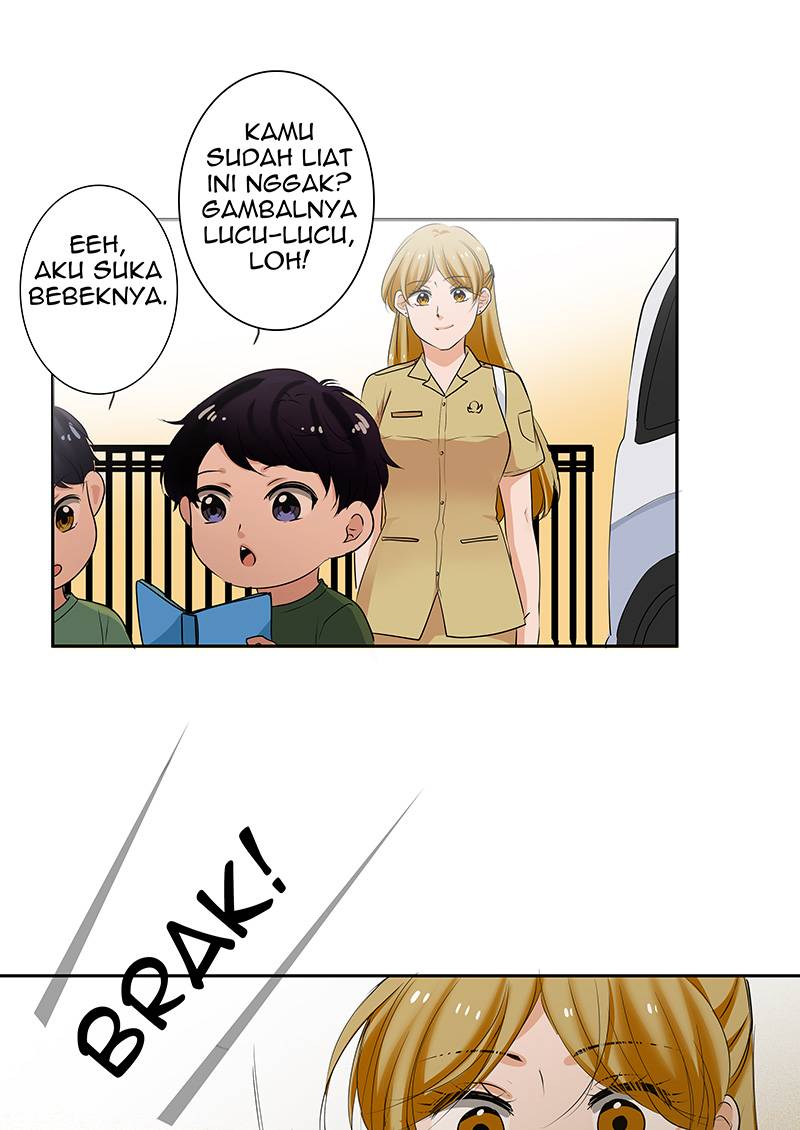 KAMU
SUDAH LIAT
INI NGGAK?
GAMBALNYA
LUCU-LUCU,
LOH!
EEH,
AKU SUKA
BEBEKNYA.
BRAK!